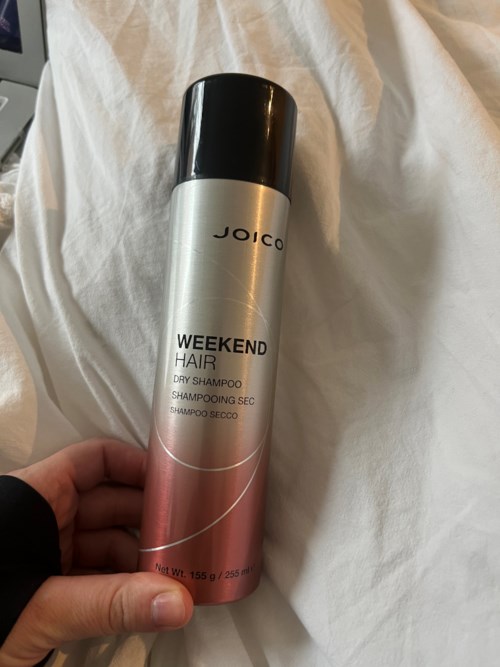 JOICO
WEEKEND
HAIR
DRY SHAMPOO
SHAMPOOING SEC
SHAMPOO SECCO
Net Wt. 155 g / 255 ml